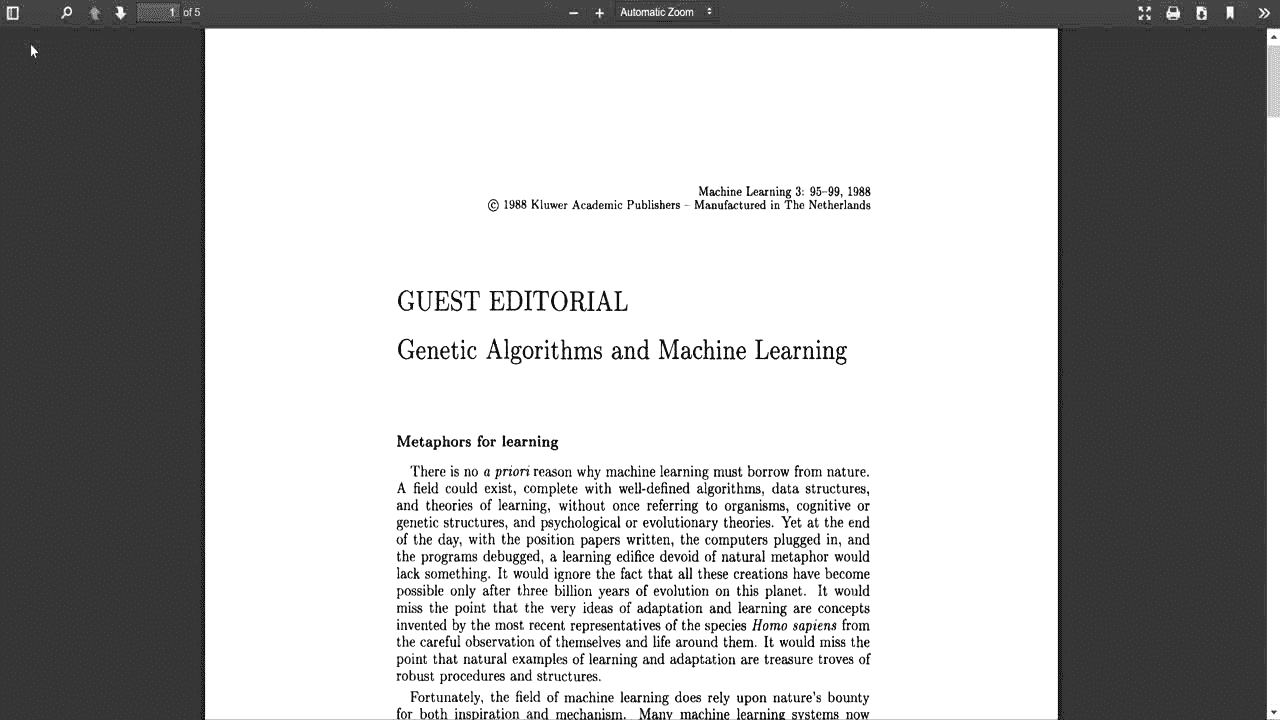 1 of 5 Automatic Zoom
Machine Learning 3: 95–99, 1988
© 1988 Kluwer Academic Publishers – Manufactured in The Netherlands
GUEST EDITORIAL
Genetic Algorithms and Machine Learning
Metaphors for learning
There is no a priori reason why machine learning must borrow from nature.
A field could exist, complete with well-defined algorithms, data structures,
and theories of learning, without once referring to organisms, cognitive or
genetic structures, and psychological or evolutionary theories. Yet at the end
of the day, with the position papers written, the computers plugged in, and
the programs debugged, a learning edifice devoid of natural metaphor would
lack something. It would ignore the fact that all these creations have become
possible only after three billion years of evolution on this planet. It would
miss the point that the very ideas of adaptation and learning are concepts
invented by the most recent representatives of the species Homo sapiens from
the careful observation of themselves and life around them. It would miss the
point that natural examples of learning and adaptation are treasure troves of
robust procedures and structures.
Fortunately, the field of machine learning does rely upon nature's bounty
for both inspiration and mechanism. Many machine learning systems now